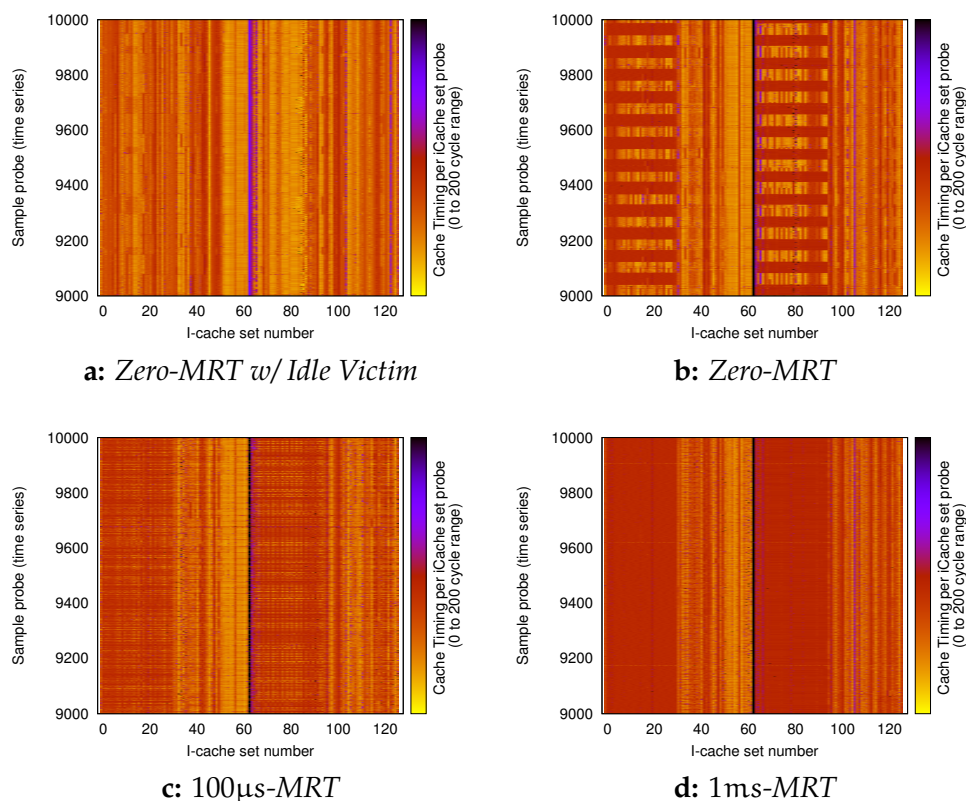 10000
9800
9600
9400
9200
9000
Sample probe (time series)
0 20 40 60 80 100 120
I-cache set number
Cache Timing per iCache set probe
(0 to 200 cycle range)
a: Zero-MRT w/ Idle Victim
10000
9800
9600
9400
9200
9000
Sample probe (time series)
0 20 40 60 80 100 120
I-cache set number
Cache Timing per iCache set probe
(0 to 200 cycle range)
b: Zero-MRT
10000
9800
9600
9400
9200
9000
Sample probe (time series)
0 20 40 60 80 100 120
I-cache set number
Cache Timing per iCache set probe
(0 to 200 cycle range)
c: 100μs-MRT
10000
9800
9600
9400
9200
9000
Sample probe (time series)
0 20 40 60 80 100 120
I-cache set number
Cache Timing per iCache set probe
(0 to 200 cycle range)
d: 1ms-MRT